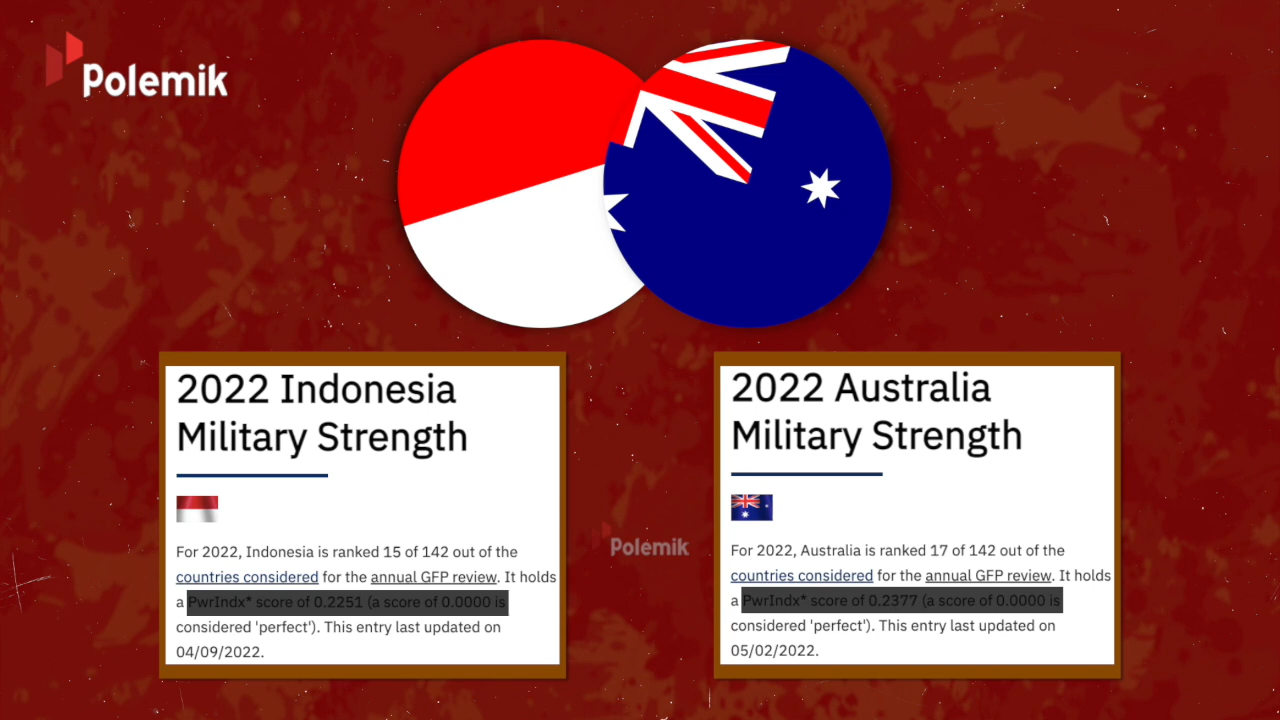 Polemik
2022 Indonesia
Military Strength
For 2022, Indonesia is ranked 15 of 142 out of the
countries considered for the annual GFP review. It holds
a PwrIndx* score of 0.2251 (a score of 0.0000 is
considered 'perfect'). This entry last updated on
04/09/2022.
Polemik
2022 Australia
Military Strength
For 2022, Australia is ranked 17 of 142 out of the
countries considered for the annual GFP review. It holds
a PwrIndx* score of 0.2377 (a score of 0.0000 is
considered 'perfect'). This entry last updated on
05/02/2022.